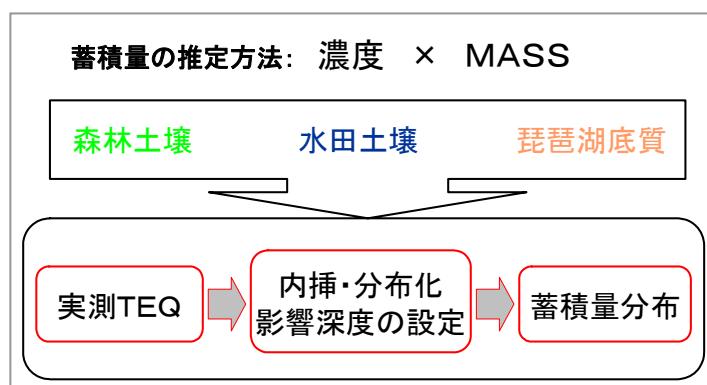 蓄積量の推定方法: 濃度 × MASS
森林土壌 水田土壌 琵琶湖底質
実測TEQ
内挿・分布化
影響深度の設定
蓄積量分布